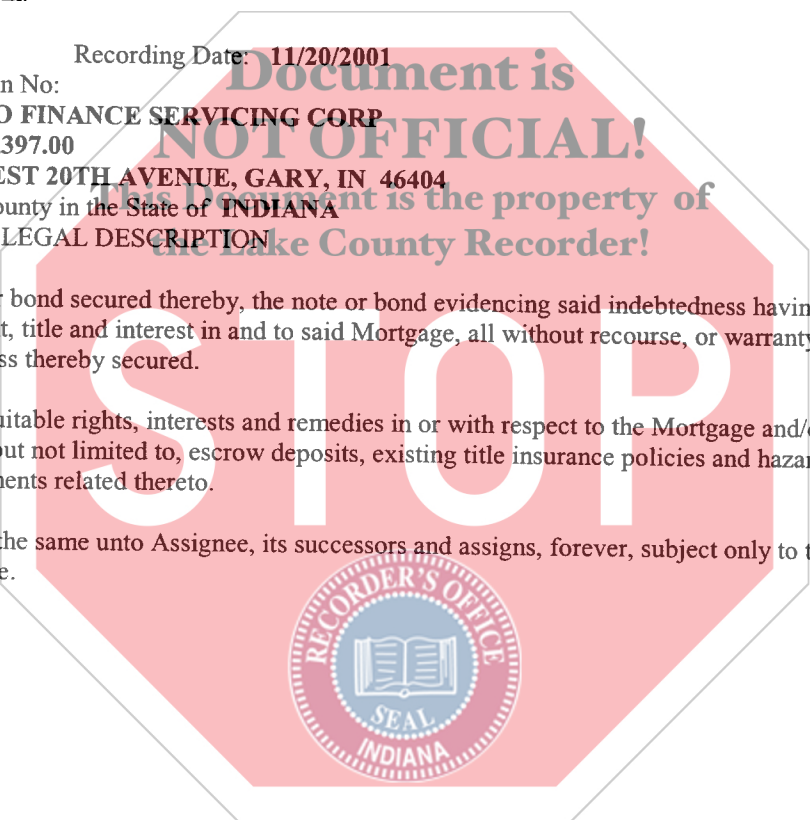 Recording Date: 11/20/2001
n No:
O FINANCE SERVICING CORP
397.00
EST 20TH AVENUE, GARY, IN 46404
ounty in the State of INDIANA
LEGAL DESCRIPTION
Document is
NOT OFFICIAL!
This Document is the property of
the Lake County Recorder!
r bond secured thereby, the note or bond evidencing said indebtedness havin
t, title and interest in and to said Mortgage, all without recourse, or warranty
ss thereby secured.
uitable rights, interests and remedies in or with respect to the Mortgage and/
out not limited to, escrow deposits, existing title insurance policies and hazar
nents related thereto.
the same unto Assignee, its successors and assigns, forever, subject only to t
e.
STOP
RECORDER'S OFFICE
SEAL
INDIANA